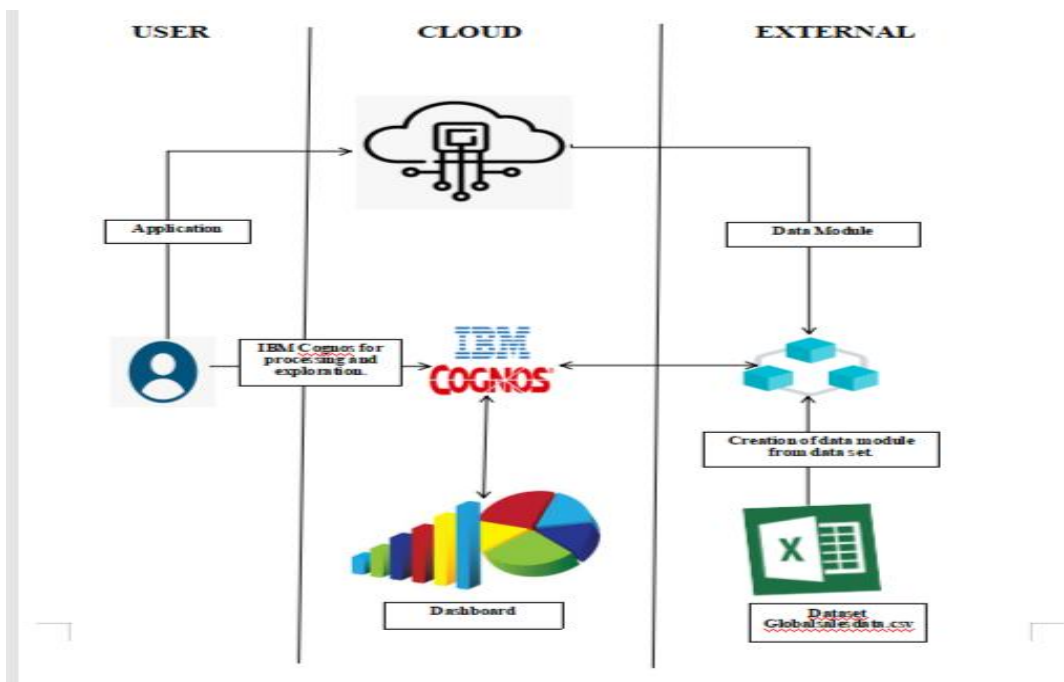 USER CLOUD EXTERNAL
Application
Data Module
IBM Cognos for
processing and
exploration.
IBM
COGNOS
Creation of data module
from data set
X
Dashboard
Dataset
Globalsalesdata.csv